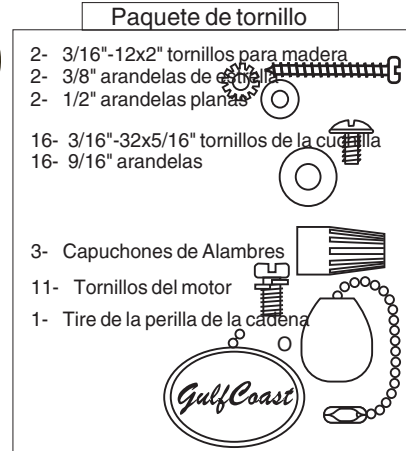 Paquete de tornillo
2- 3/16"-12x2" tornillos para madera
2- 3/8" arandelas de estrella
2- 1/2" arandelas planas
16- 3/16"-32x5/16" tornillos de la cuchilla
16- 9/16" arandelas
3- Capuchones de Alambres
11- Tornillos del motor
1- Tire de la perilla de la cadena
GulfCoast